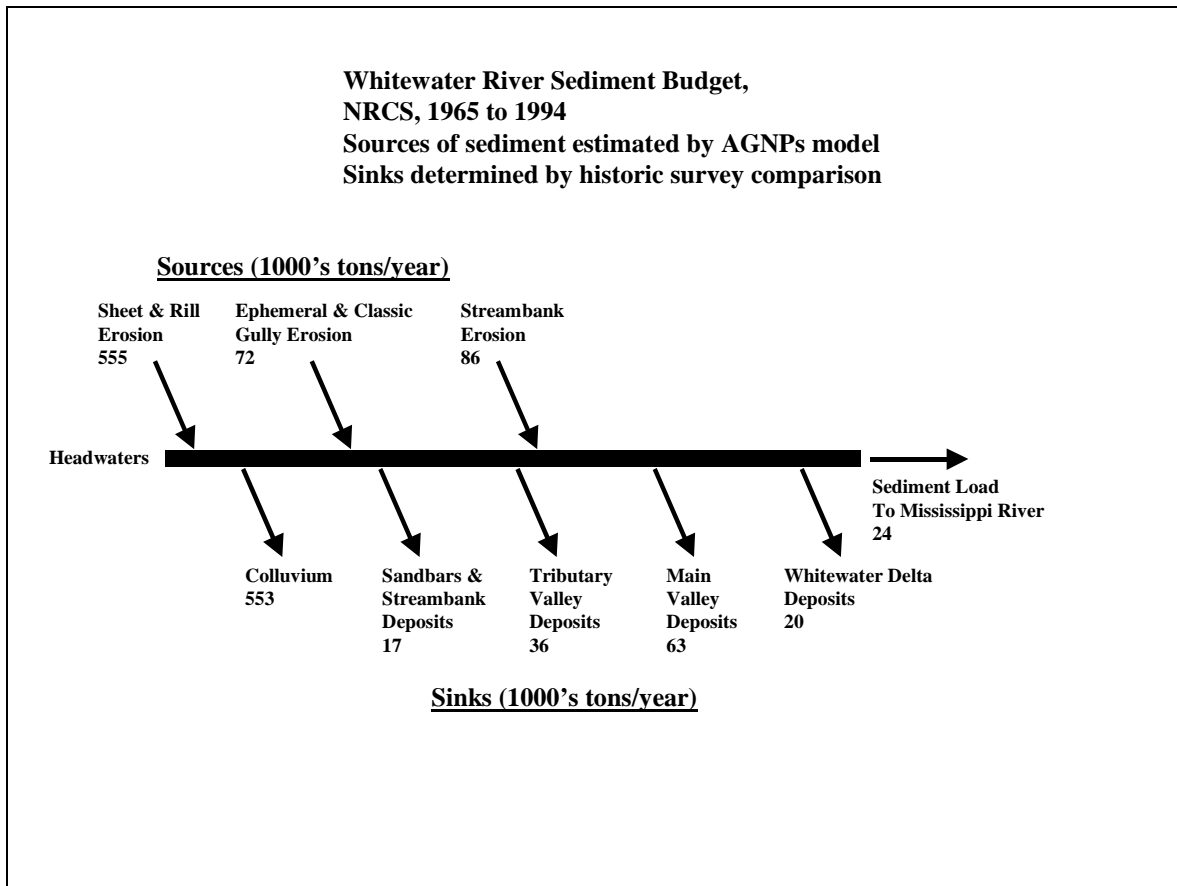 Whitewater River Sediment Budget,
NRCS, 1965 to 1994
Sources of sediment estimated by AGNPs model
Sinks determined by historic survey comparison
Sources (1000's tons/year)
Sheet & Rill
Erosion
555
Ephemeral & Classic
Gully Erosion
72
Streambank
Erosion
86
Headwaters
Sediment Load
To Mississippi River
24
Colluvium
553
Sandbars &
Streambank
Deposits
17
Tributary
Valley
Deposits
36
Main
Valley
Deposits
63
Whitewater Delta
Deposits
20
Sinks (1000's tons/year)